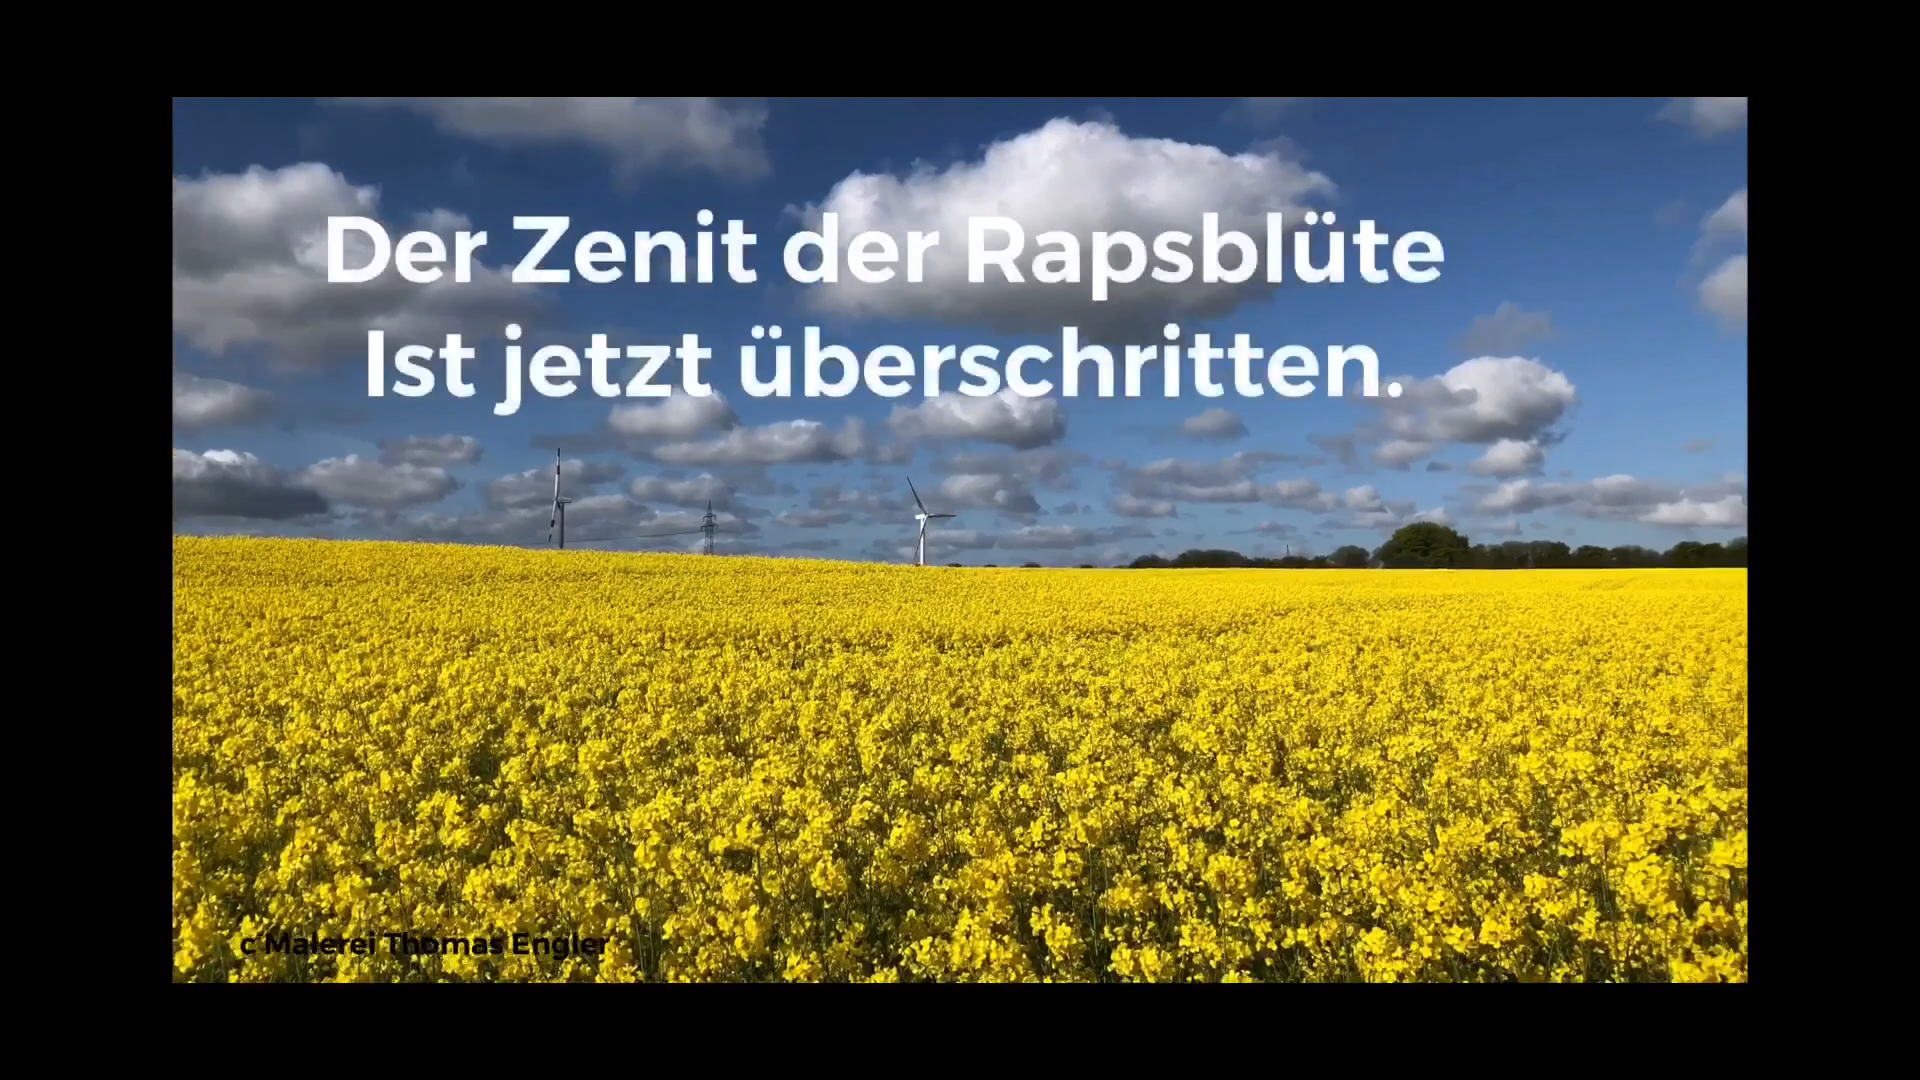 Der Zenit der Rapsblüte
Ist jetzt überschritten.
c Malerei Thomas Engler